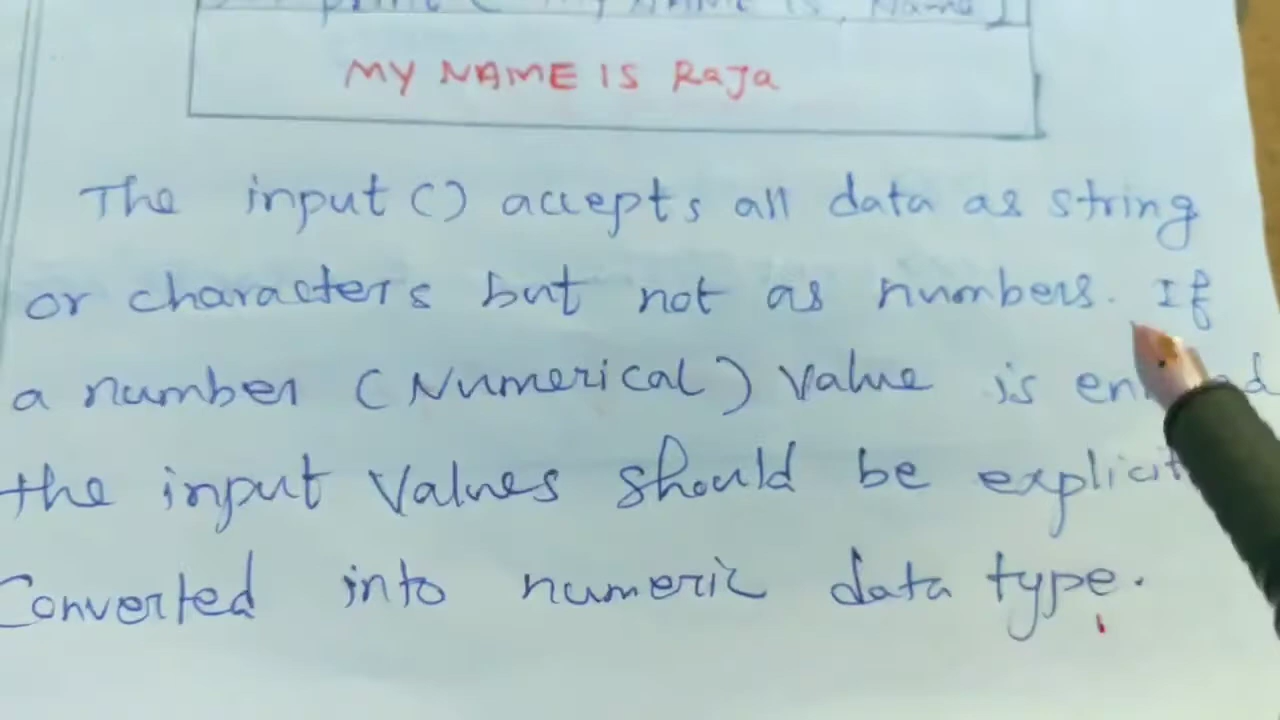 MY NAME IS Raja
The input() accepts all data as string
or characters but not as numbers. If
a number (Numerical) value is
the input values should be
Converted into numeric data type.